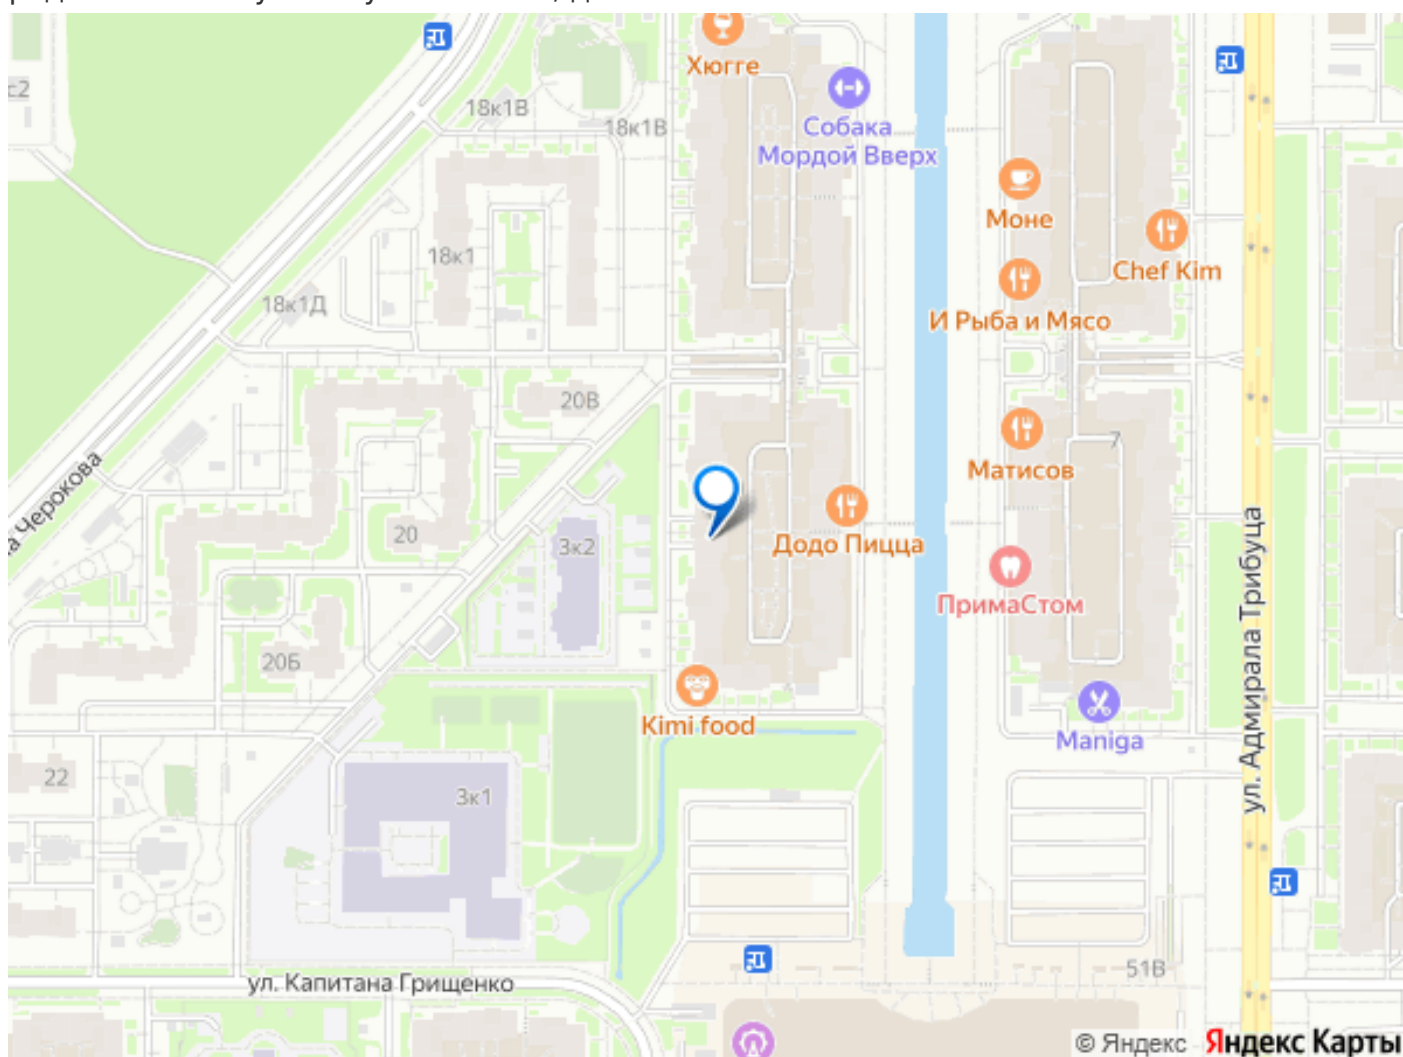 Хюгге
с2
18к1В
18к1В
Собака
Мордой Вверх
Моне
18к1
Chef Kim
18к1Д
И Рыба и Мясо
20В
7
Матисов
Черокова
20
3к2
Додо Пицца
ПримаСтом
ул. Адмирала Трибуца
20Б
Kimi food
Maniga
22
3к1
51В
ул. Капитана Грищенко
© Яндекс Яндекс Карты